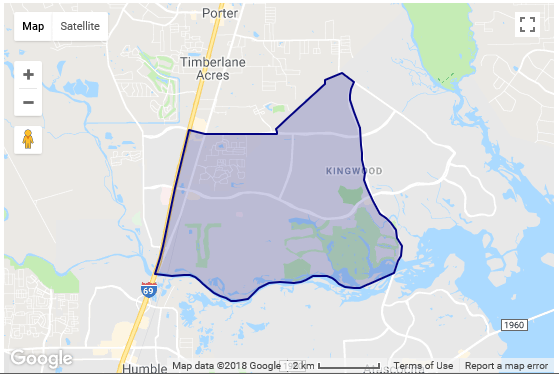 Porter
Map Satellite
Timberlane
Acres
KINGWOOD
69
1960
Google
Humble
Map data ©2018 Google
2 km
Terms of Use
Report a map error